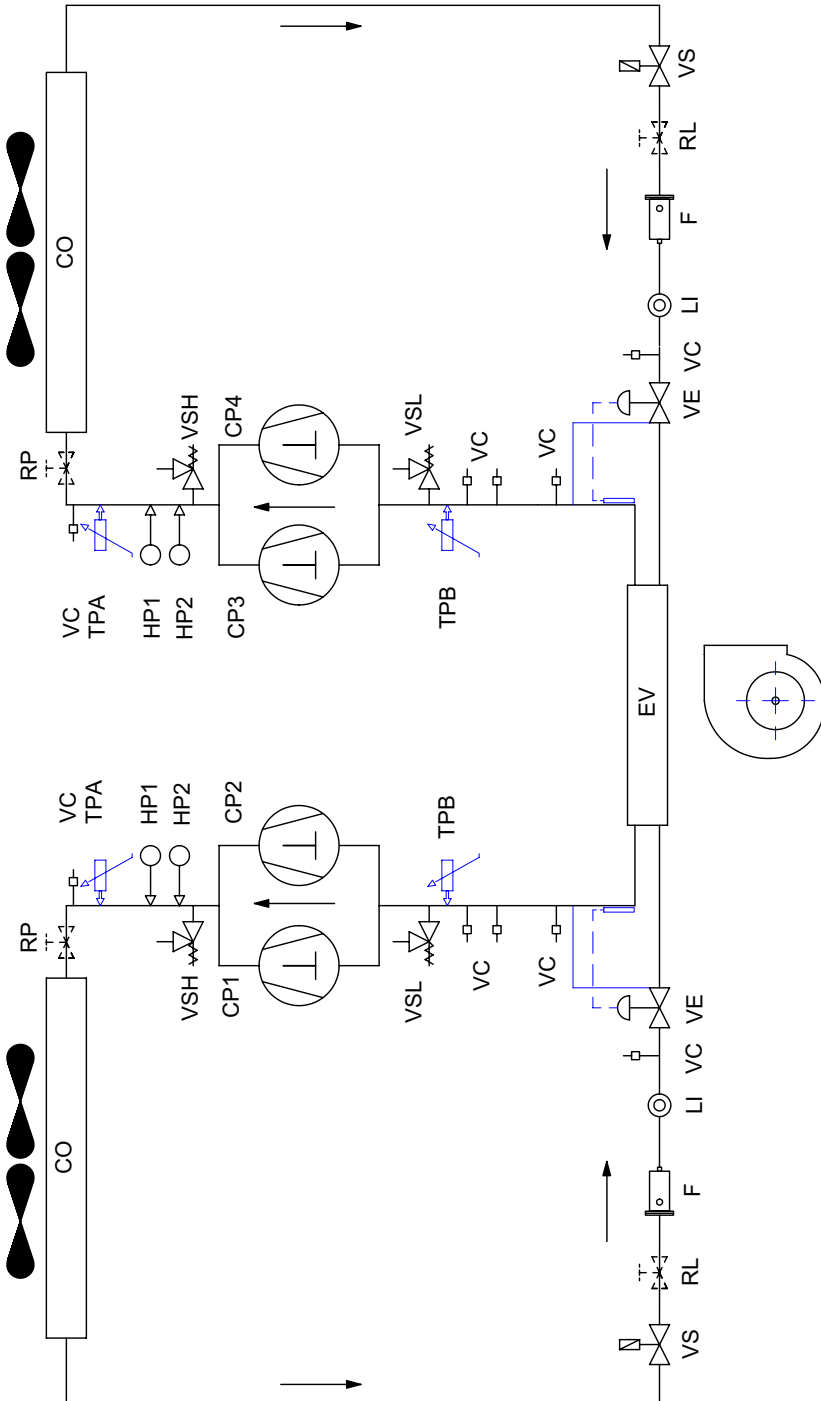 RP
RP
CO
VC
TPA
VC
TPA
CO
HP1
HP1
HP2
HP2
VSH
VSH
CP1
CP2
CP3
CP4
VSL
VSL
TPB
TPB
VC
VC
VC
VC
EV
VS
RL
F
LI
VC
VE
VE
VC
LI
F
RL
VS